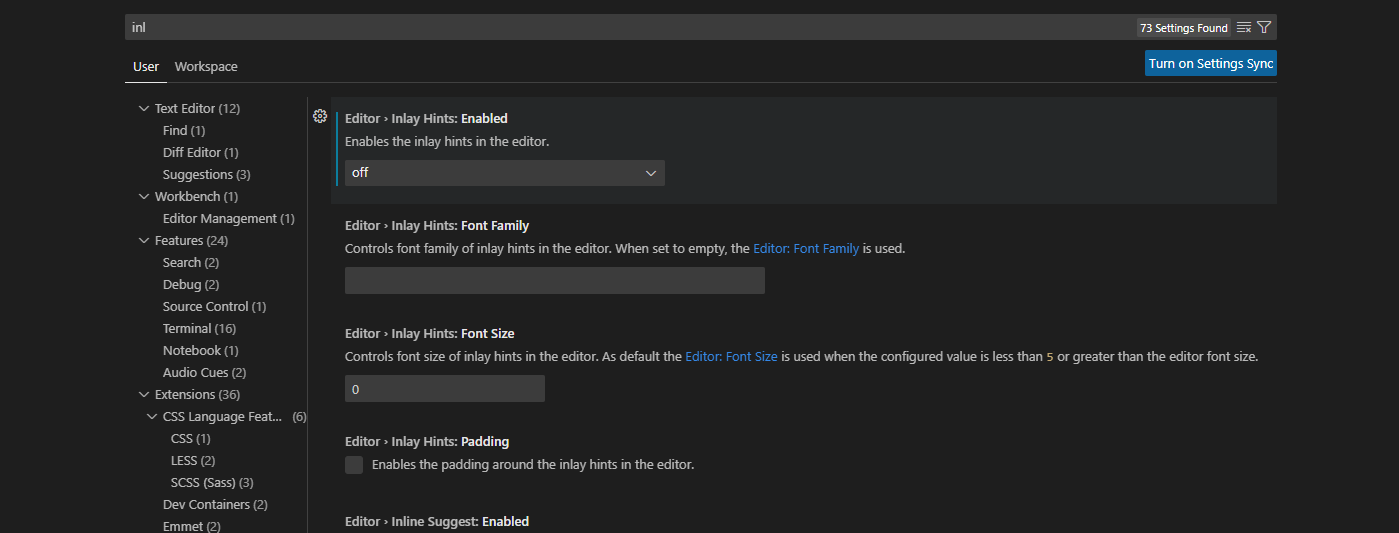 inl
73 Settings Found
User Workspace
Turn on Settings Sync
Text Editor (12)
Find (1)
Diff Editor (1)
Suggestions (3)
Workbench (1)
Editor Management (1)
Features (24)
Search (2)
Debug (2)
Source Control (1)
Terminal (16)
Notebook (1)
Audio Cues (2)
Extensions (36)
CSS Language Feat... (6)
CSS (1)
LESS (2)
SCSS (Sass) (3)
Dev Containers (2)
Emmet (2)
Editor › Inlay Hints: Enabled
Enables the inlay hints in the editor.
off
Editor › Inlay Hints: Font Family
Controls font family of inlay hints in the editor. When set to empty, the Editor: Font Family is used.
Editor › Inlay Hints: Font Size
Controls font size of inlay hints in the editor. As default the Editor: Font Size is used when the configured value is less than 5 or greater than the editor font size.
0
Editor › Inlay Hints: Padding
Enables the padding around the inlay hints in the editor.
Editor › Inline Suggest: Enabled